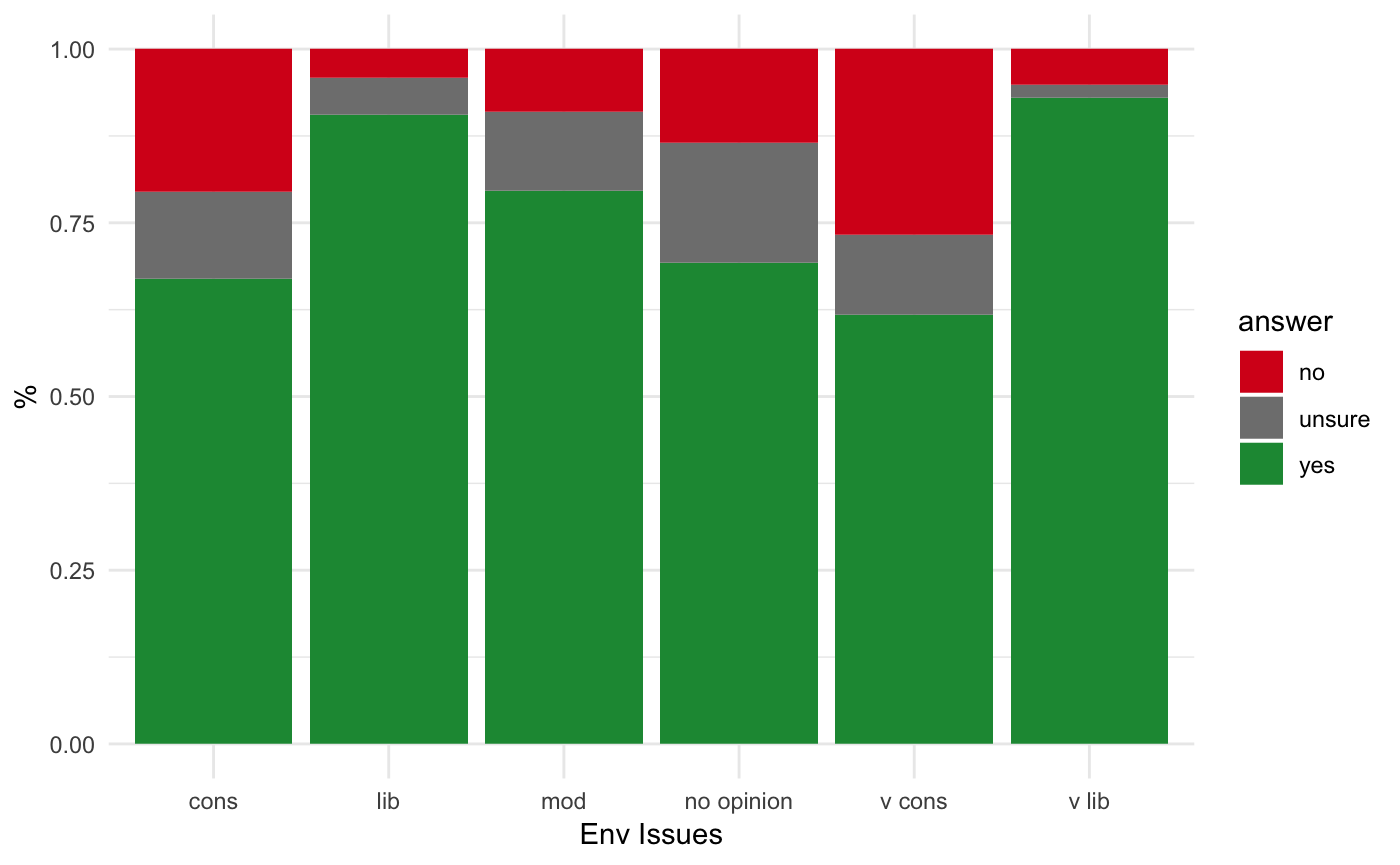 1.00
0.75
0.50
0.25
0.00
%
cons lib mod no opinion v cons v lib
Env Issues
answer
no
unsure
yes